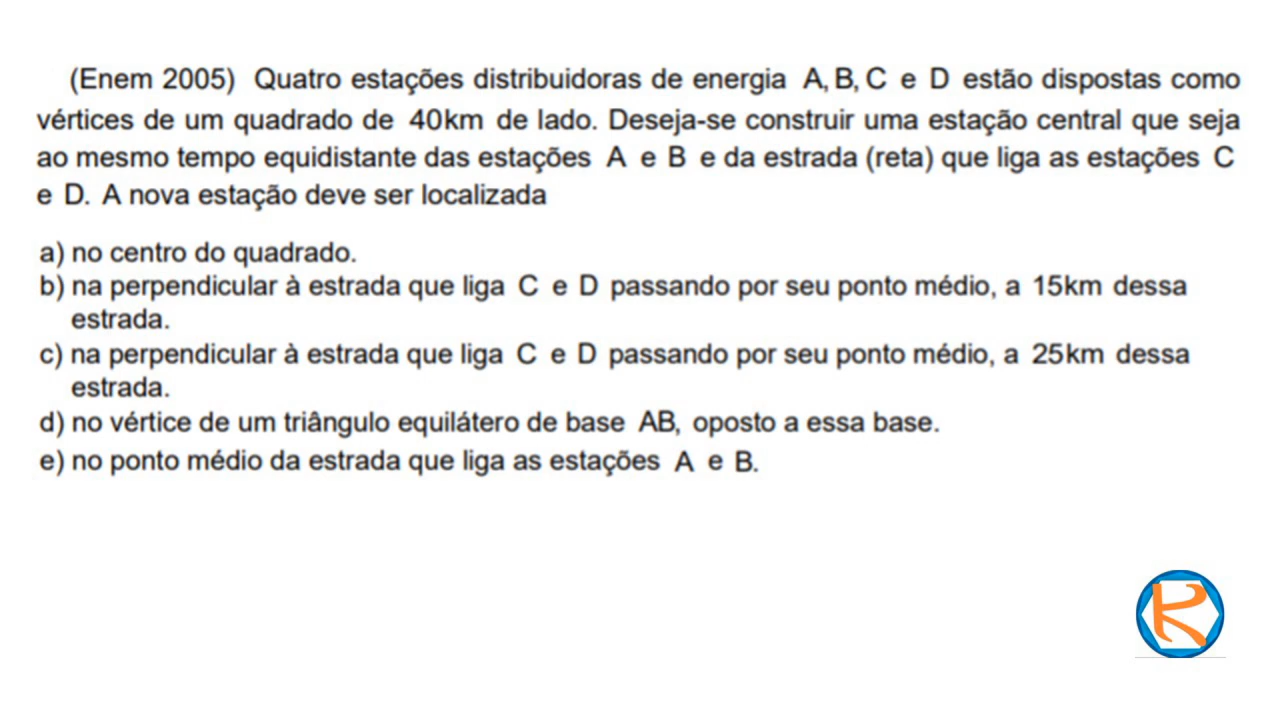 (Enem 2005) Quatro estações distribuidoras de energia A, B, C e D estão dispostas como
vértices de um quadrado de 40km de lado. Deseja-se construir uma estação central que seja
ao mesmo tempo equidistante das estações A e B e da estrada (reta) que liga as estações C
e D. A nova estação deve ser localizada
a) no centro do quadrado.
b) na perpendicular à estrada que liga C e D passando por seu ponto médio, a 15km dessa
estrada.
c) na perpendicular à estrada que liga C e D passando por seu ponto médio, a 25km dessa
estrada.
d) no vértice de um triângulo equilátero de base AB, oposto a essa base.
e) no ponto médio da estrada que liga as estações A e B.
R